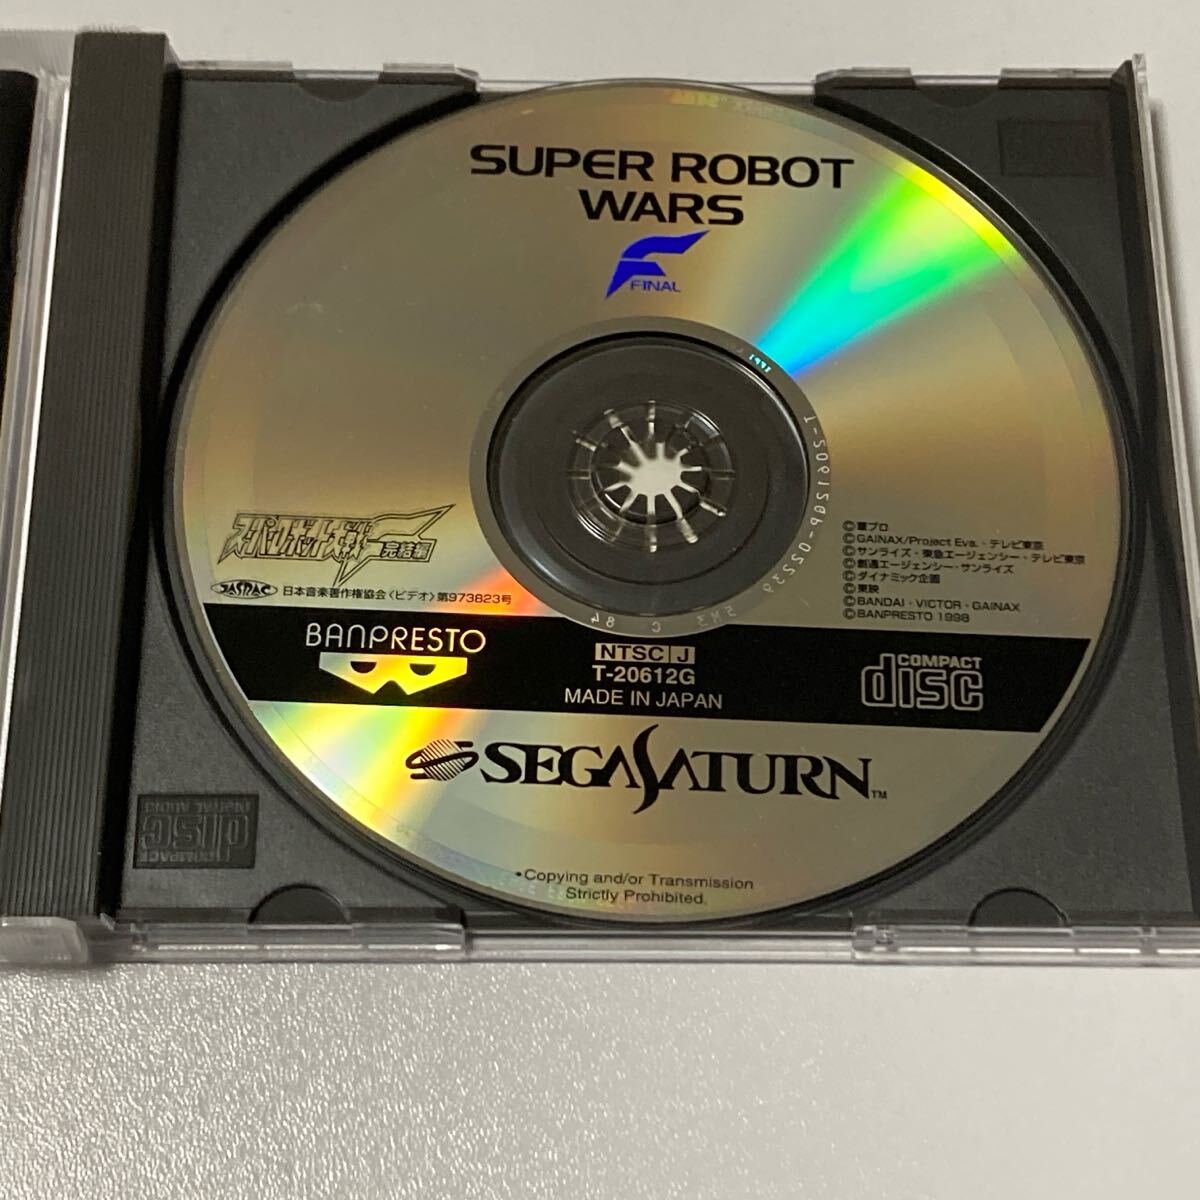 SUPER ROBOT
WARS
F
FINAL
スーパーロボット大戦F完結編
JASRAC
日本音楽著作権協会〈ビデオ〉第973823号
©葦プロ
©GAINAX/Project Eva.・テレビ東京
©サンライズ・東急エージェンシー・テレビ東京
©創通エージェンシー・サンライズ
©ダイナミック企画
©東映
©BANDAI・VICTOR・GAINAX
©BANPRESTO 1998
BANPRESTO
NTSC J
T-20612G
MADE IN JAPAN
COMPACT
disc
SEGA SATURN™
•Copying and/or Transmission
Strictly Prohibited.